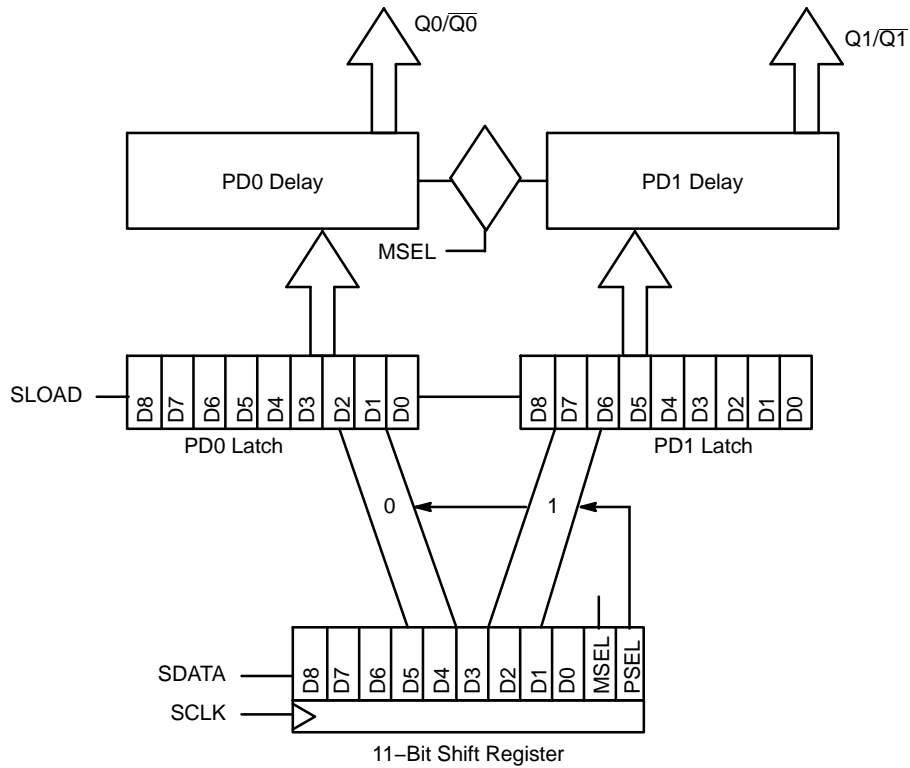 Q0/Q̅0̅
Q1/Q̅1̅
PD0 Delay
PD1 Delay
MSEL
SLOAD
D8 D7 D6 D5 D4 D3 D2 D1 D0
D8 D7 D6 D5 D4 D3 D2 D1 D0
PD0 Latch
PD1 Latch
0
1
SDATA
D8 D7 D6 D5 D4 D3 D2 D1 D0 MSEL PSEL
SCLK
11−Bit Shift Register